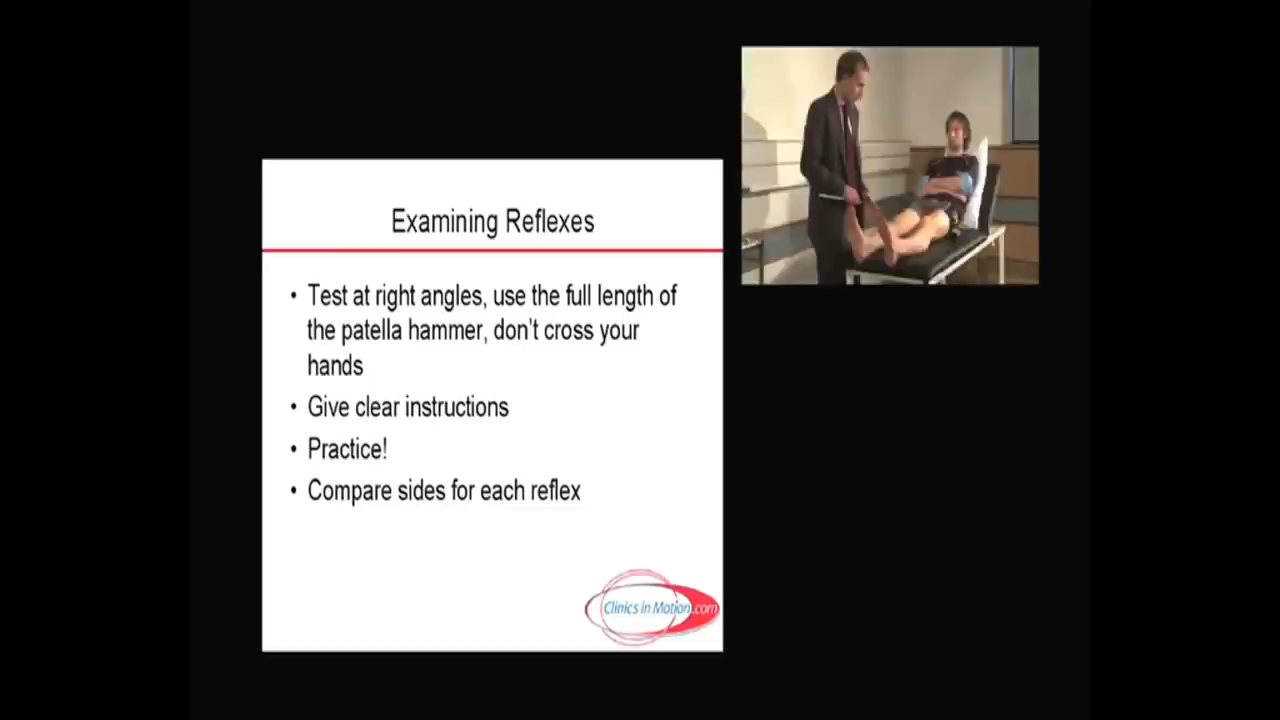 Examining Reflexes
• Test at right angles, use the full length of
the patella hammer, don't cross your
hands
• Give clear instructions
• Practice!
• Compare sides for each reflex
Clinics in Motion.com